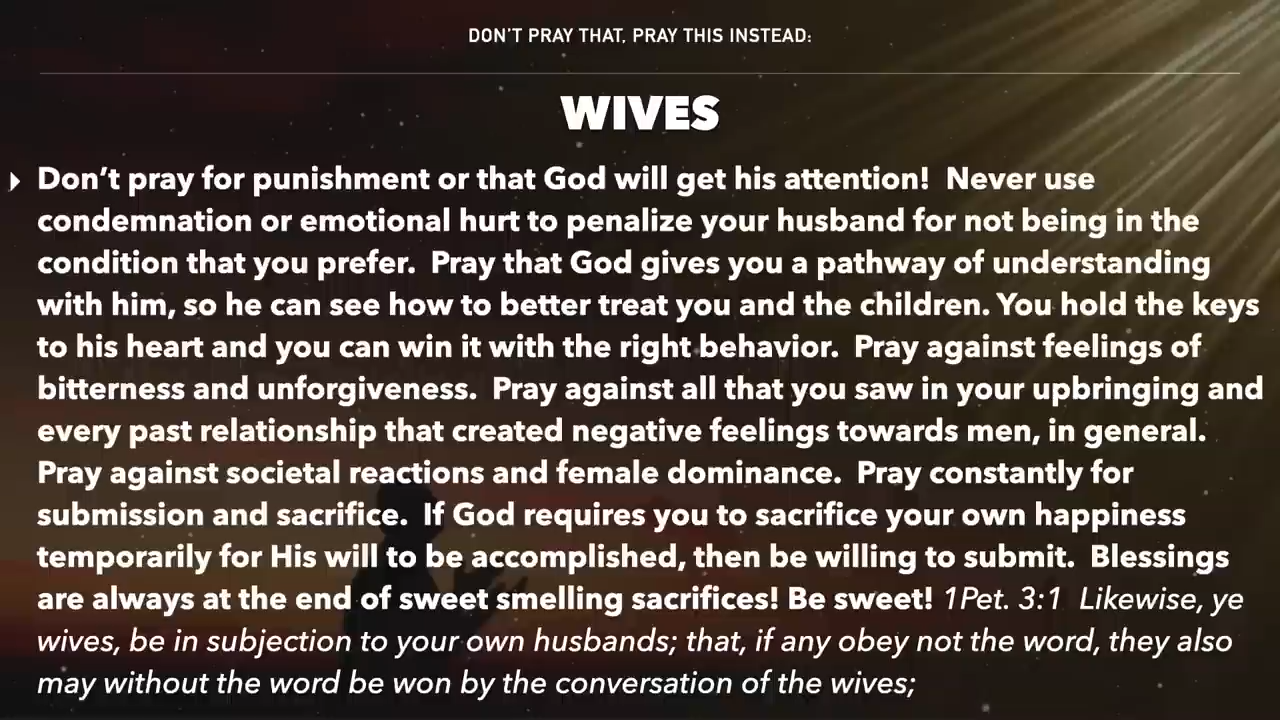 DON'T PRAY THAT, PRAY THIS INSTEAD:
WIVES
Don't pray for punishment or that God will get his attention!  Never use
condemnation or emotional hurt to penalize your husband for not being in the
condition that you prefer.  Pray that God gives you a pathway of understanding
with him, so he can see how to better treat you and the children. You hold the keys
to his heart and you can win it with the right behavior.  Pray against feelings of
bitterness and unforgiveness.  Pray against all that you saw in your upbringing and
every past relationship that created negative feelings towards men, in general.
Pray against societal reactions and female dominance.  Pray constantly for
submission and sacrifice.  If God requires you to sacrifice your own happiness
temporarily for His will to be accomplished, then be willing to submit.  Blessings
are always at the end of sweet smelling sacrifices! Be sweet! 1Pet. 3:1  Likewise, ye
wives, be in subjection to your own husbands; that, if any obey not the word, they also
may without the word be won by the conversation of the wives;